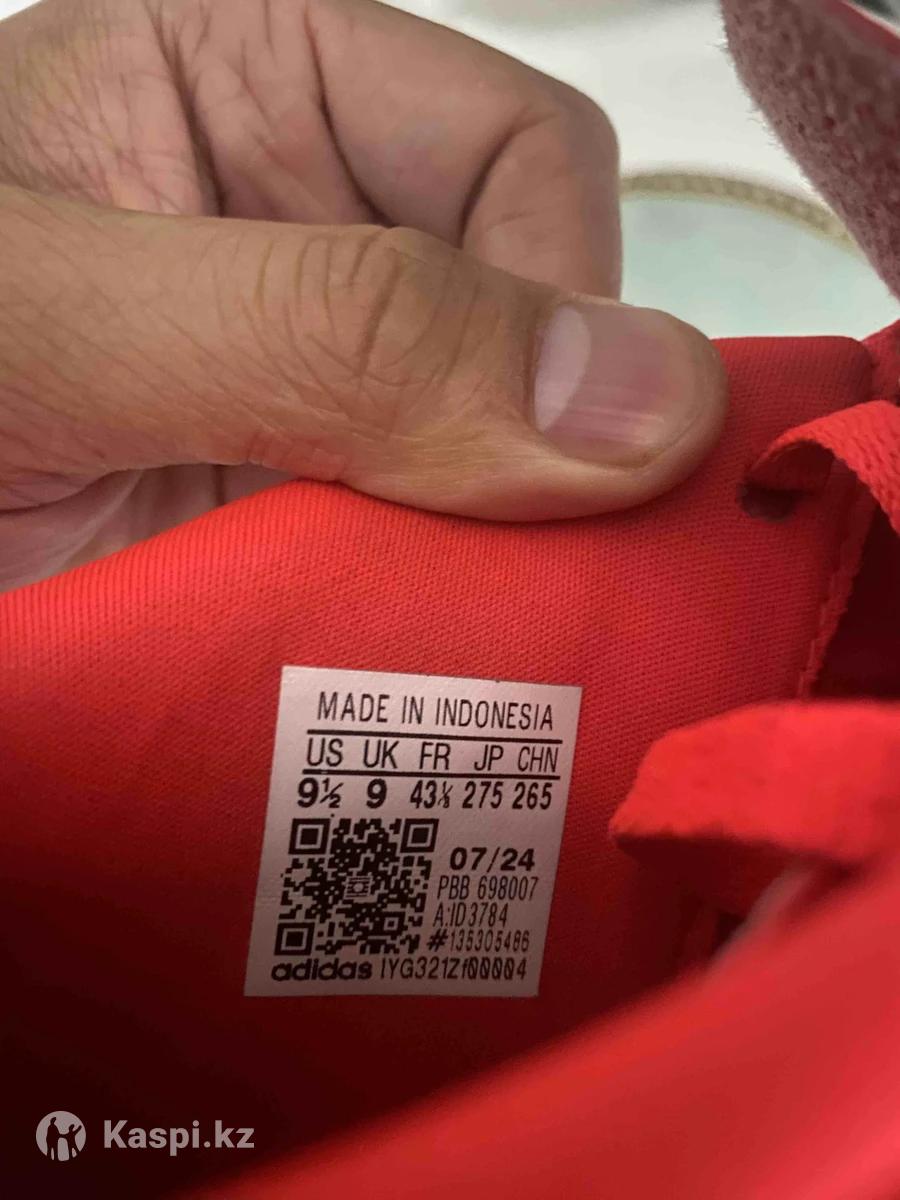 MADE IN INDONESIA
US UK FR JP CHN
9½ 9 43⅓ 275 265
07/24
PBB 698007
A:ID3784
#135305486
adidas IYG321Zf00004
Kaspi.kz